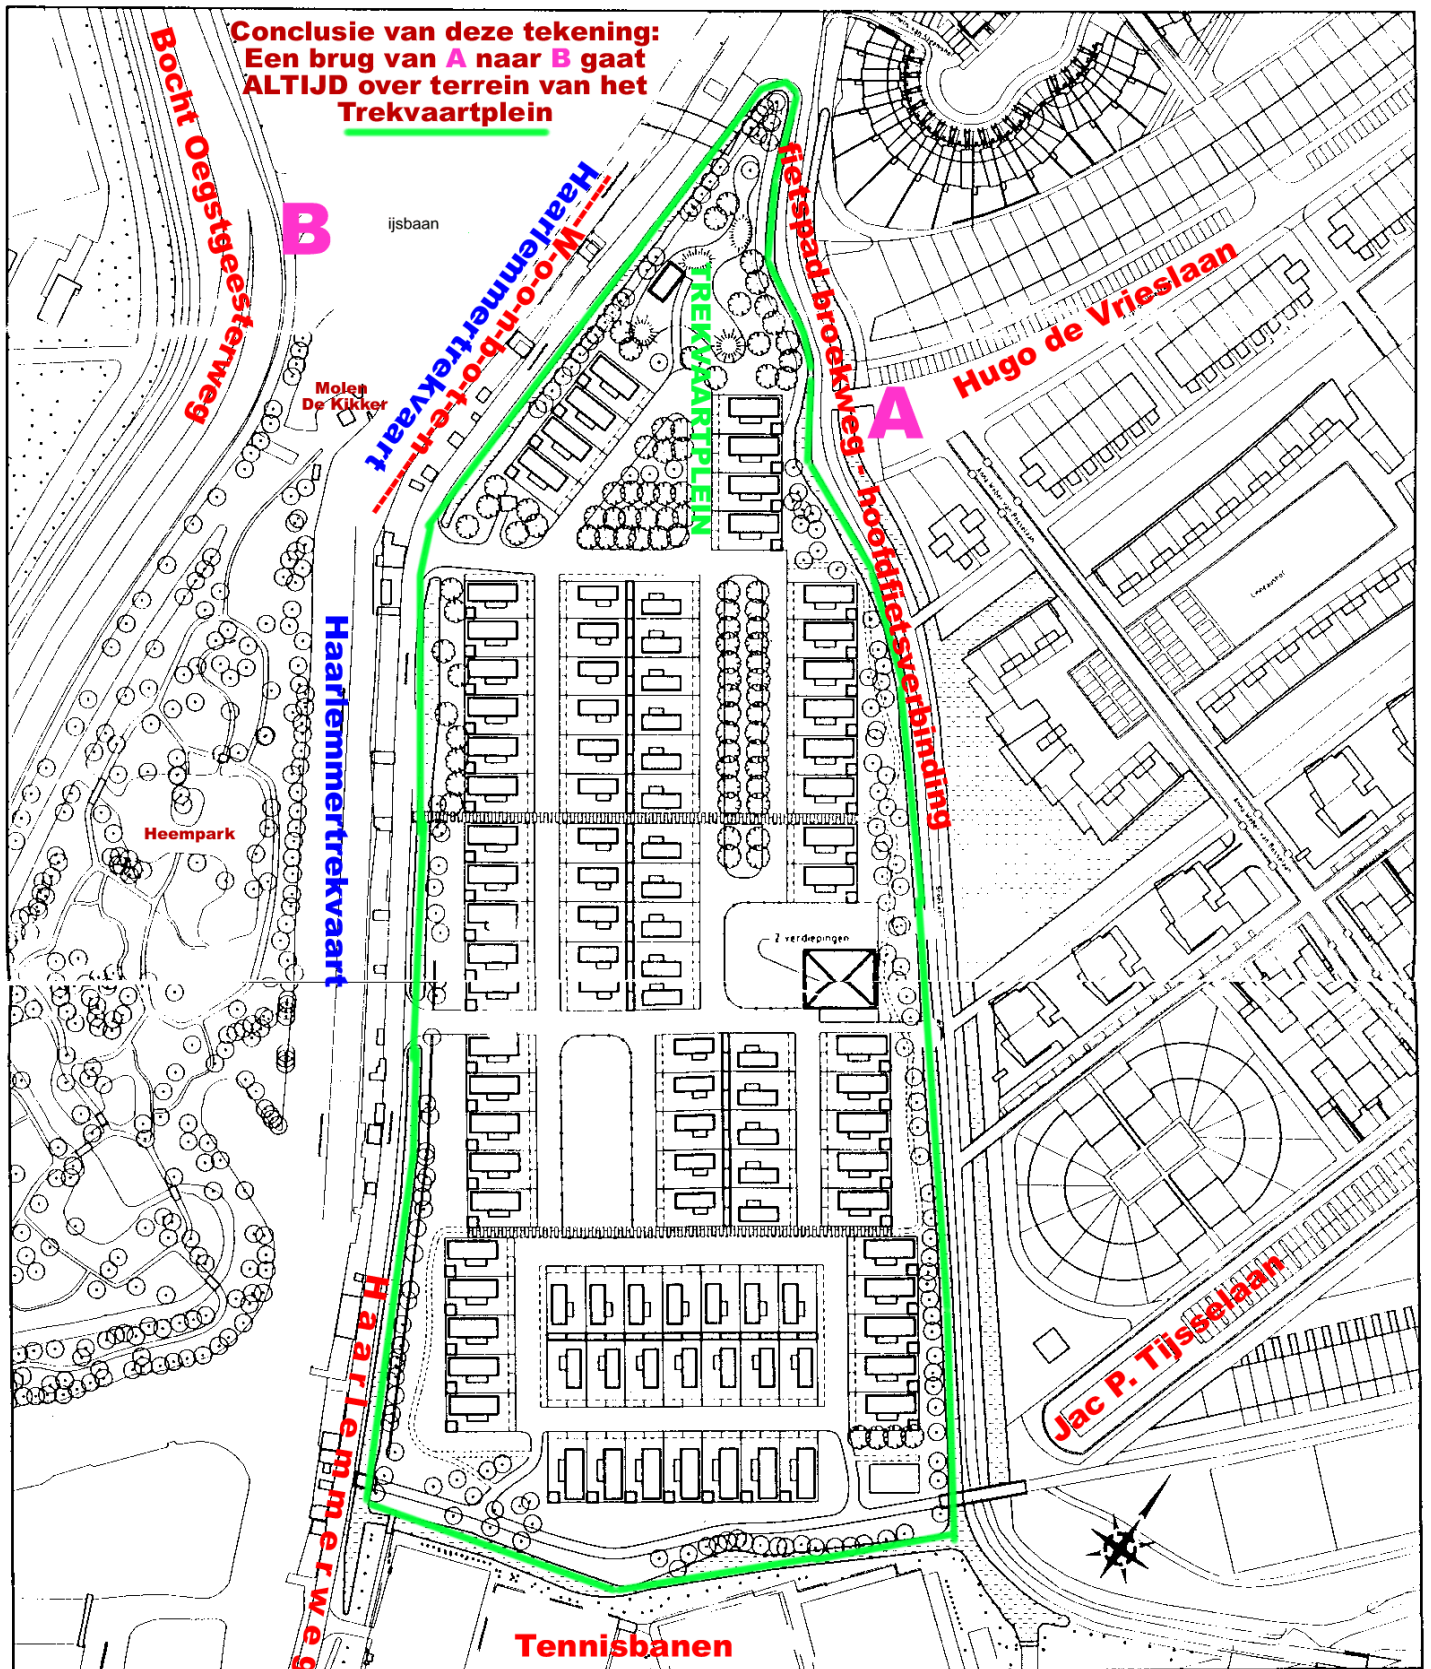 Conclusie van deze tekening:
Een brug van A naar B gaat
ALTIJD over terrein van het
Trekvaartplein
Bocht Oegstgeesterweg
B
ijsbaan
Haarlemmertrekvaart
------W-o-o-n-b-o-t-e-n------
fietspad broekweg - hoofdfietsverbinding
TREKVAARTPLEIN
Hugo de Vrieslaan
A
Molen
De Kikker
Haarlemmertrekvaart
Heempark
2 verdiepingen
Haarlemmerweg
Jac P. Tijsselaan
Tennisbanen